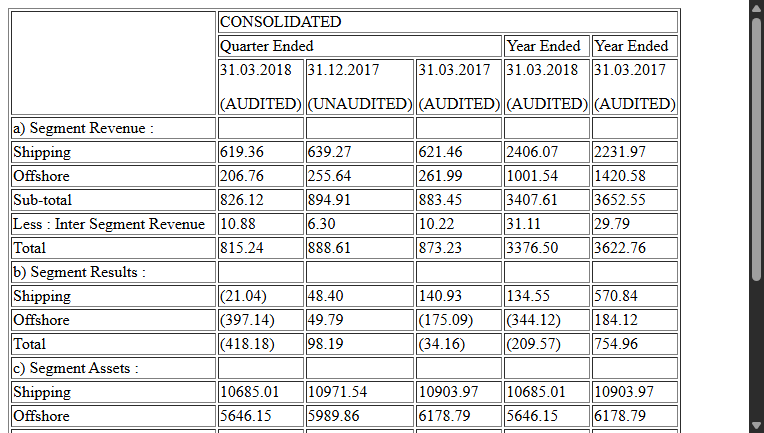 CONSOLIDATED
Quarter Ended Year Ended Year Ended
31.03.2018 31.12.2017 31.03.2017 31.03.2018 31.03.2017
(AUDITED) (UNAUDITED) (AUDITED) (AUDITED) (AUDITED)
a) Segment Revenue :
Shipping 619.36 639.27 621.46 2406.07 2231.97
Offshore 206.76 255.64 261.99 1001.54 1420.58
Sub-total 826.12 894.91 883.45 3407.61 3652.55
Less : Inter Segment Revenue 10.88 6.30 10.22 31.11 29.79
Total 815.24 888.61 873.23 3376.50 3622.76
b) Segment Results :
Shipping (21.04) 48.40 140.93 134.55 570.84
Offshore (397.14) 49.79 (175.09) (344.12) 184.12
Total (418.18) 98.19 (34.16) (209.57) 754.96
c) Segment Assets :
Shipping 10685.01 10971.54 10903.97 10685.01 10903.97
Offshore 5646.15 5989.86 6178.79 5646.15 6178.79